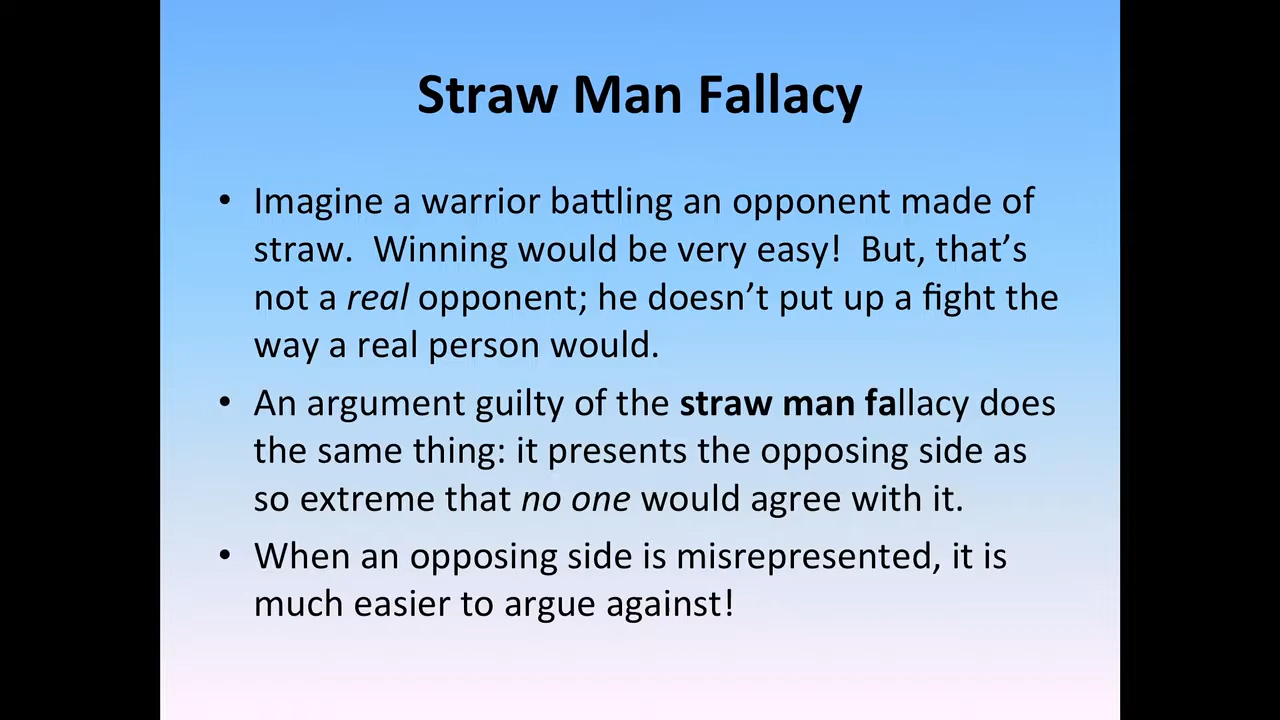 Straw Man Fallacy
• Imagine a warrior battling an opponent made of
straw.  Winning would be very easy!  But, that’s
not a real opponent; he doesn’t put up a fight the
way a real person would.
• An argument guilty of the straw man fallacy does
the same thing: it presents the opposing side as
so extreme that no one would agree with it.
• When an opposing side is misrepresented, it is
much easier to argue against!